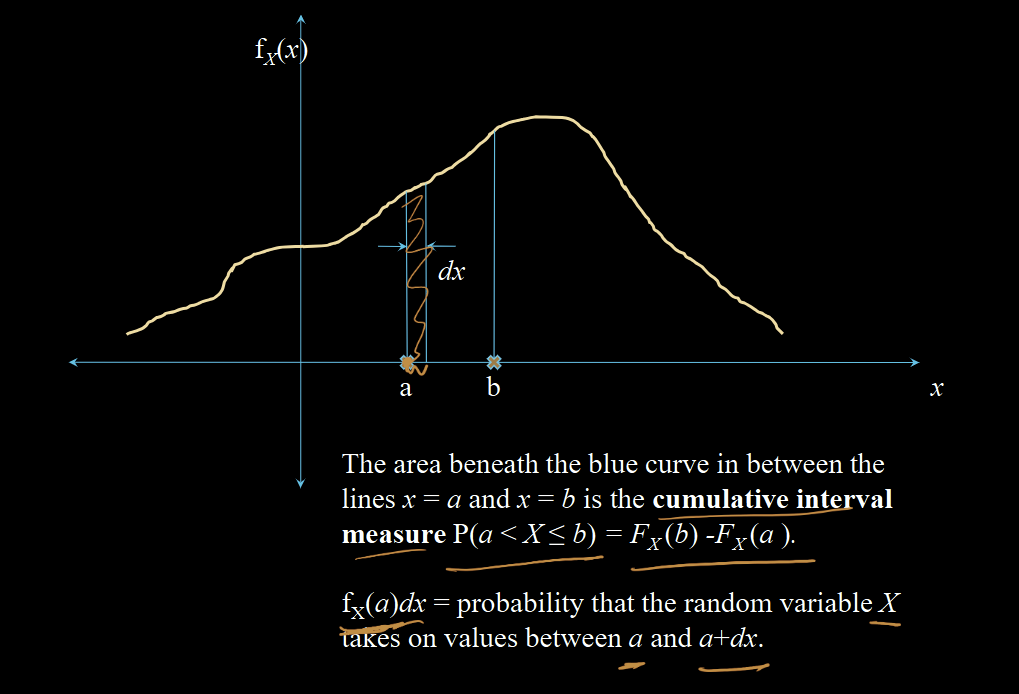 f_X(x)
dx
a
b
x
The area beneath the blue curve in between the
lines x = a and x = b is the cumulative interval
measure P(a < X ≤ b) = F_X(b) -F_X(a ).
f_X(a)dx = probability that the random variable X
takes on values between a and a+dx.